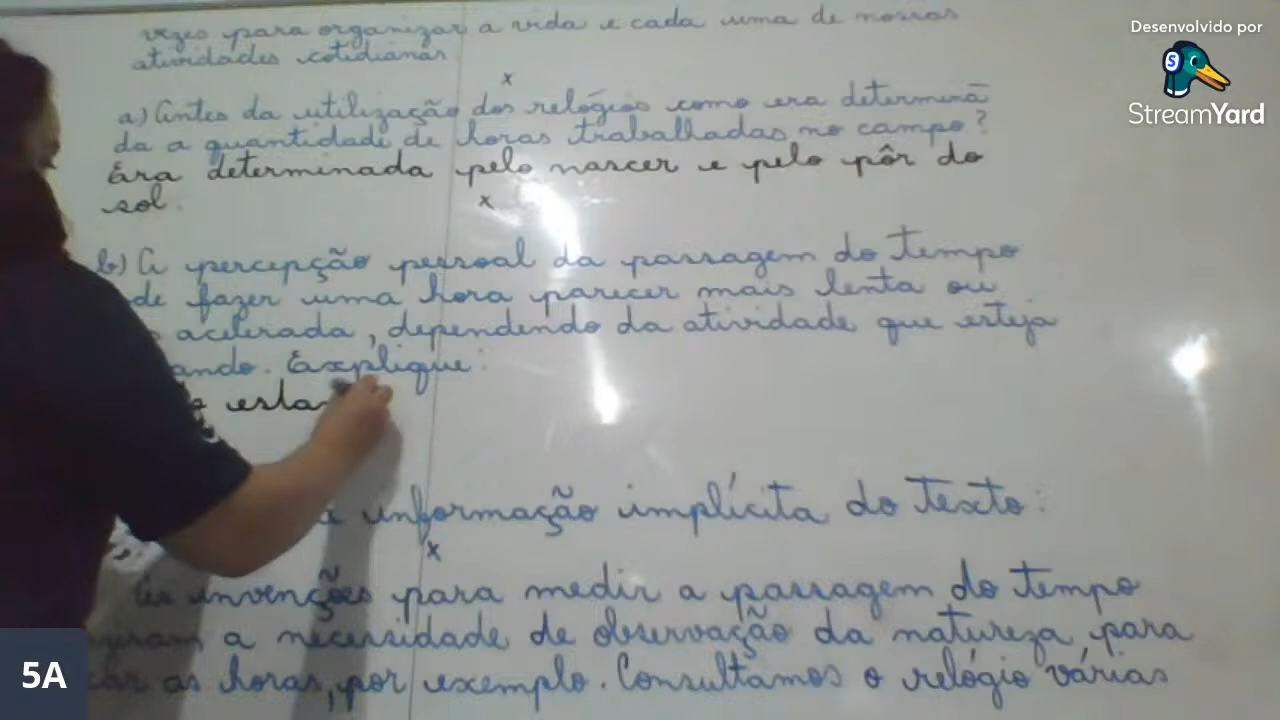 vezes para organizar a vida e cada uma de nossas
atividades cotidianas
x
a) Antes da utilização dos relógios como era determina
da a quantidade de horas trabalhadas no campo?
Era determinada pelo nascer e pelo pôr do
sol.
x
b) A percepção pessoal da passagem do tempo
de fazer uma hora parecer mais lenta ou
acelerada, dependendo da atividade que esteja
ando. Explique:
esta
informação implícita do texto:
x
As invenções para medir a passagem do tempo
a necessidade de observação da natureza para
as horas, por exemplo. Consultamos o relógio várias
Desenvolvido por
StreamYard
5A